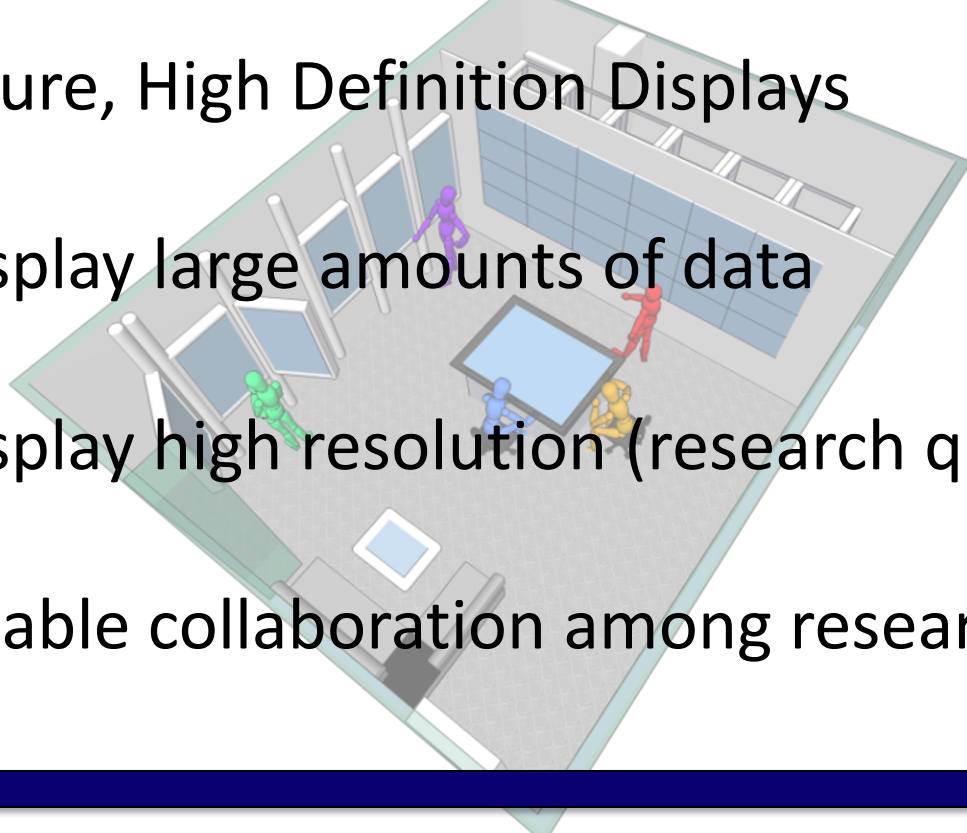 ure, High Definition Displays
splay large amounts of data
splay high resolution (research q
able collaboration among resear